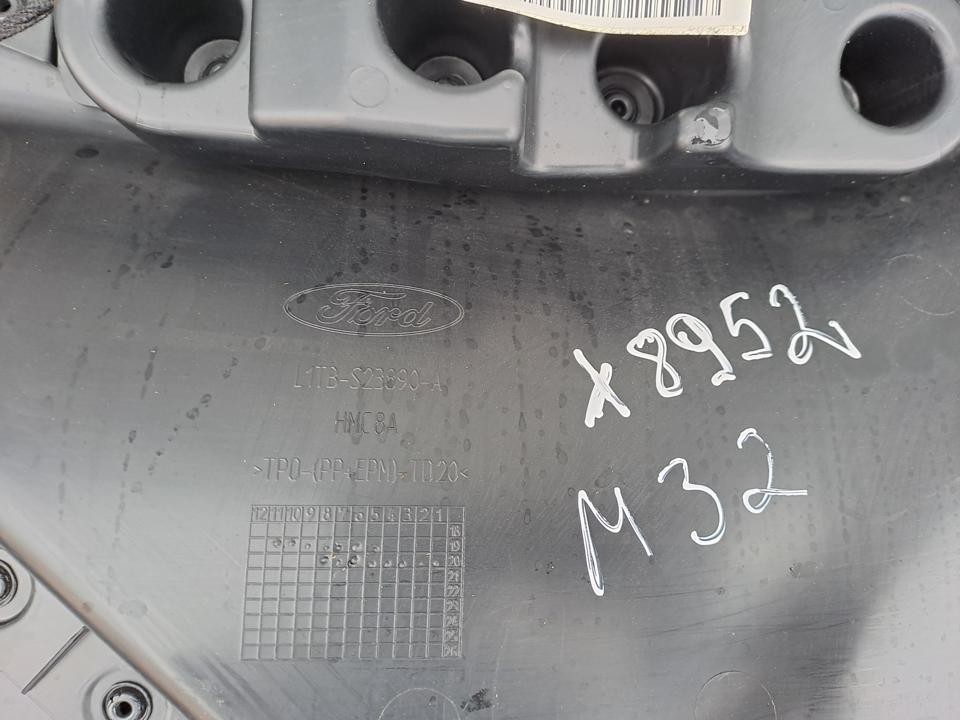 Ford
L1TB-S23890-A
HMC8A
>TPO-(PP+EPM)-TD20<
12 11 10 9 8 7 6 5 4 3 2 1
18
19
20
21
22
23
24
25
26
X8952
M32